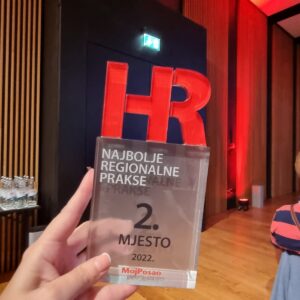 HR
NAJBOLJE
REGIONALNE
PRAKSE
2.
MJESTO
2022.
MojPosao